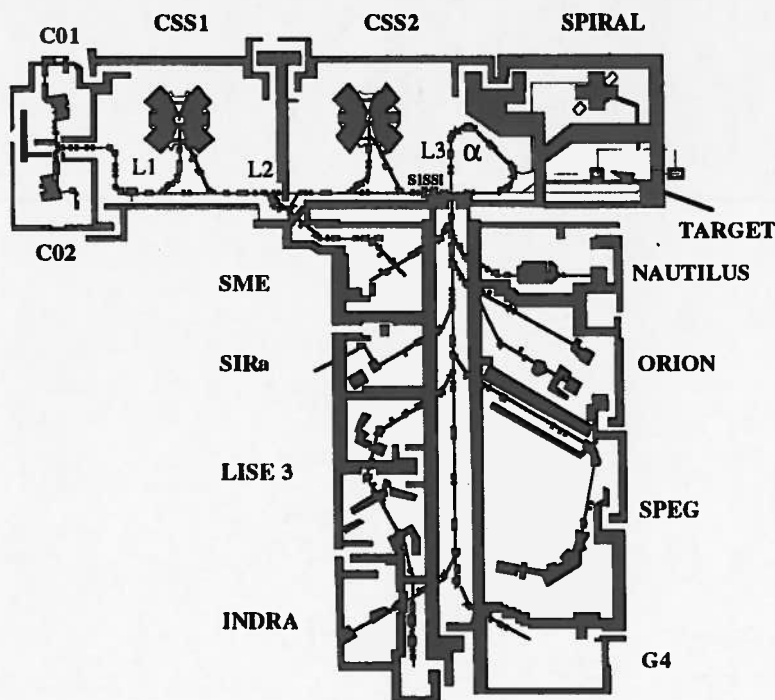 C01
CSS1
CSS2
SPIRAL
L1
L2
L3
α
SISSI
C02
TARGET
SME
NAUTILUS
SIRa
ORION
LISE 3
SPEG
INDRA
G4